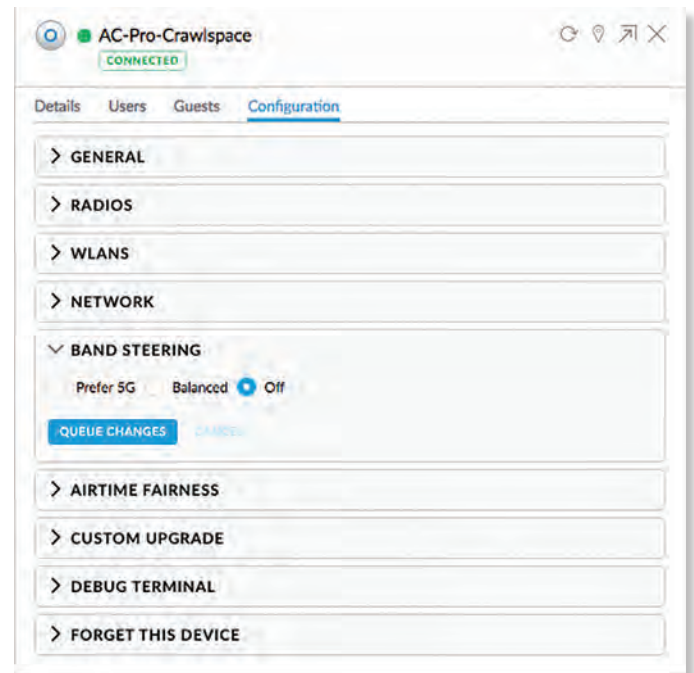 AC-Pro-Crawlspace
CONNECTED
Details Users Guests Configuration
GENERAL
RADIOS
WLANS
NETWORK
BAND STEERING
Prefer 5G Balanced Off
QUEUE CHANGES CANCEL
AIRTIME FAIRNESS
CUSTOM UPGRADE
DEBUG TERMINAL
FORGET THIS DEVICE